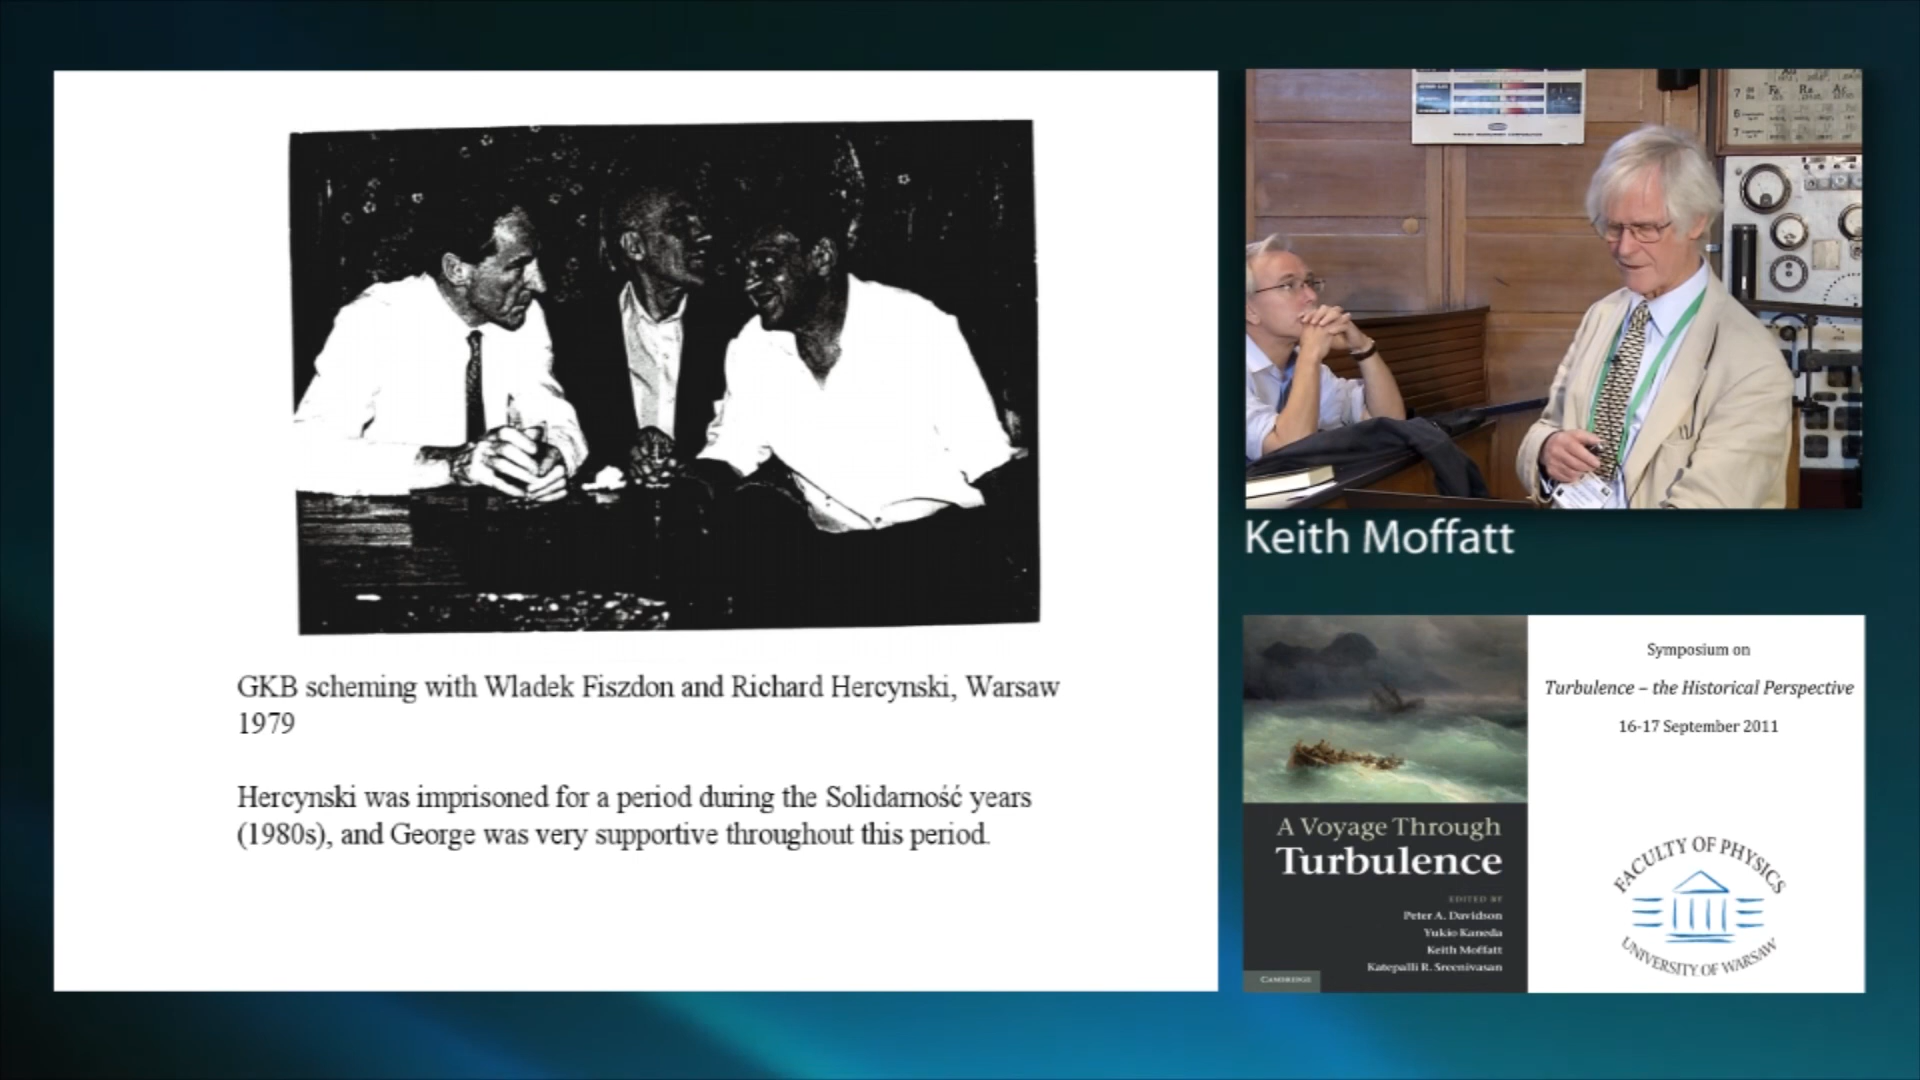 GKB scheming with Wladek Fiszdon and Richard Hercynski, Warsaw
1979
Hercynski was imprisoned for a period during the Solidarność years
(1980s), and George was very supportive throughout this period.
Keith Moffatt
A Voyage Through
Turbulence
EDITED BY
Peter A. Davidson
Yukio Kaneda
Keith Moffatt
Katepalli R. Sreenivasan
CAMBRIDGE
Symposium on
Turbulence – the Historical Perspective
16-17 September 2011
FACULTY OF PHYSICS
UNIVERSITY OF WARSAW